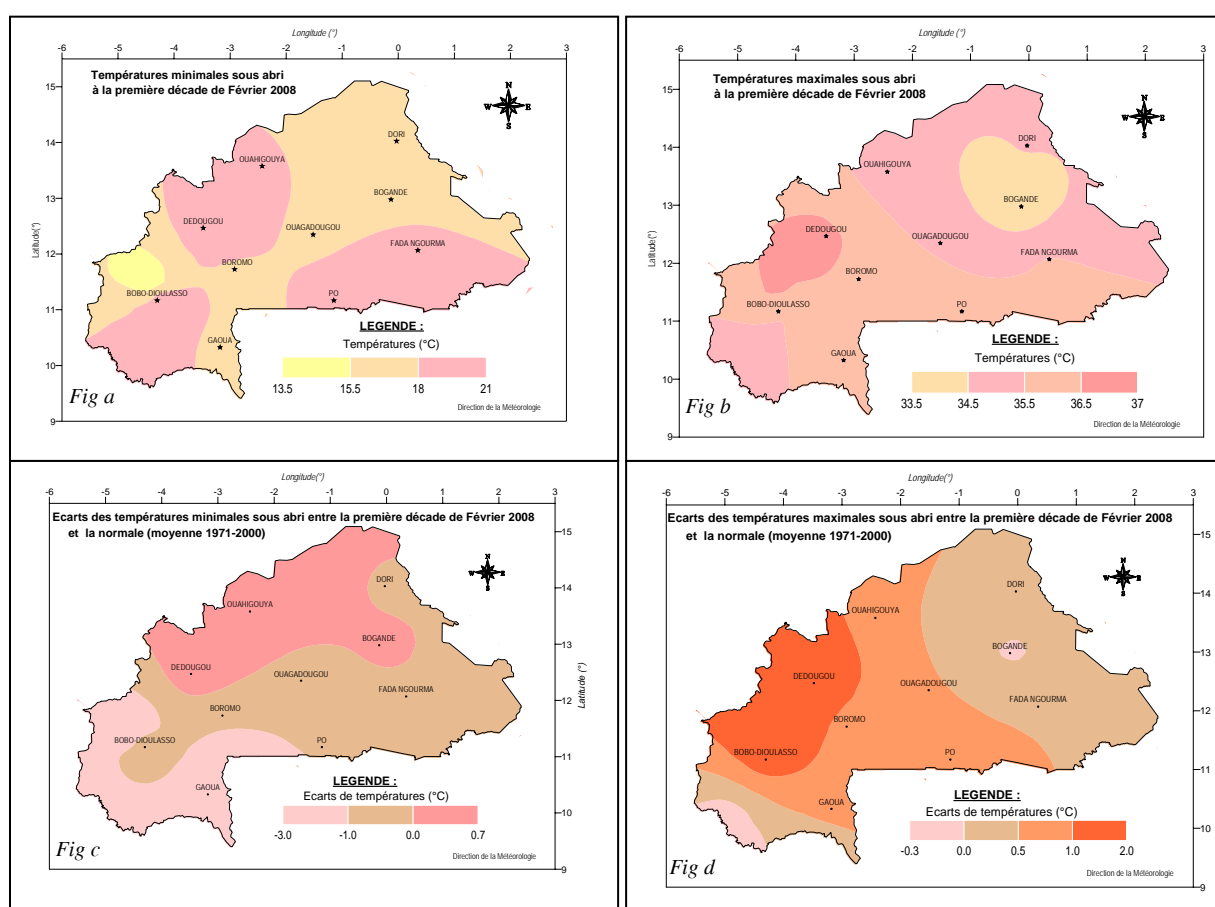 Longitude (°)
-6 -5 -4 -3 -2 -1 0 1 2 3
Températures minimales sous abri
à la première décade de Février 2008
N
W E
S
15
14
13
12
11
10
9
Latitude(°)
DORI
OUAHIGOUYA
BOGANDE
DEDOUGOU
OUAGADOUGOU
FADA NGOURMA
BOROMO
BOBO-DIOULASSO
PO
GAOUA
LEGENDE :
Températures (°C)
13.5 15.5 18 21
Fig a
Direction de la Météorologie
Longitude (°)
-6 -5 -4 -3 -2 -1 0 1 2 3
Températures maximales sous abri
à la première décade de Février 2008
N
W E
S
15
14
13
12
11
10
9
Latitude(°)
DORI
OUAHIGOUYA
BOGANDE
DEDOUGOU
OUAGADOUGOU
FADA NGOURMA
BOROMO
BOBO-DIOULASSO
PO
GAOUA
LEGENDE :
Températures (°C)
33.5 34.5 35.5 36.5 37
Fig b
Direction de la Météorologie
Longitude(°)
-6 -5 -4 -3 -2 -1 0 1 2 3
Ecarts des températures minimales sous abri entre la première décade de Février 2008
et la normale (moyenne 1971-2000)
N
W E
S
15
14
13
12
11
10
9
Latitude (°)
DORI
OUAHIGOUYA
BOGANDE
DEDOUGOU
OUAGADOUGOU
FADA NGOURMA
BOROMO
BOBO-DIOULASSO
PO
GAOUA
LEGENDE :
Ecarts de températures (°C)
-3.0 -1.0 0.0 0.7
Fig c
Direction de la Météorologie
Longitude(°)
-6 -5 -4 -3 -2 -1 0 1 2 3
Ecarts des températures maximales sous abri entre la première décade de Février 2008
et la normale (moyenne 1971-2000)
N
W E
S
15
14
13
12
11
10
9
DORI
OUAHIGOUYA
BOGANDE
DEDOUGOU
OUAGADOUGOU
FADA NGOURMA
BOROMO
BOBO-DIOULASSO
PO
GAOUA
LEGENDE :
Ecarts de températures (°C)
-0.3 0.0 0.5 1.0 2.0
Fig d
Direction de la Météorologie